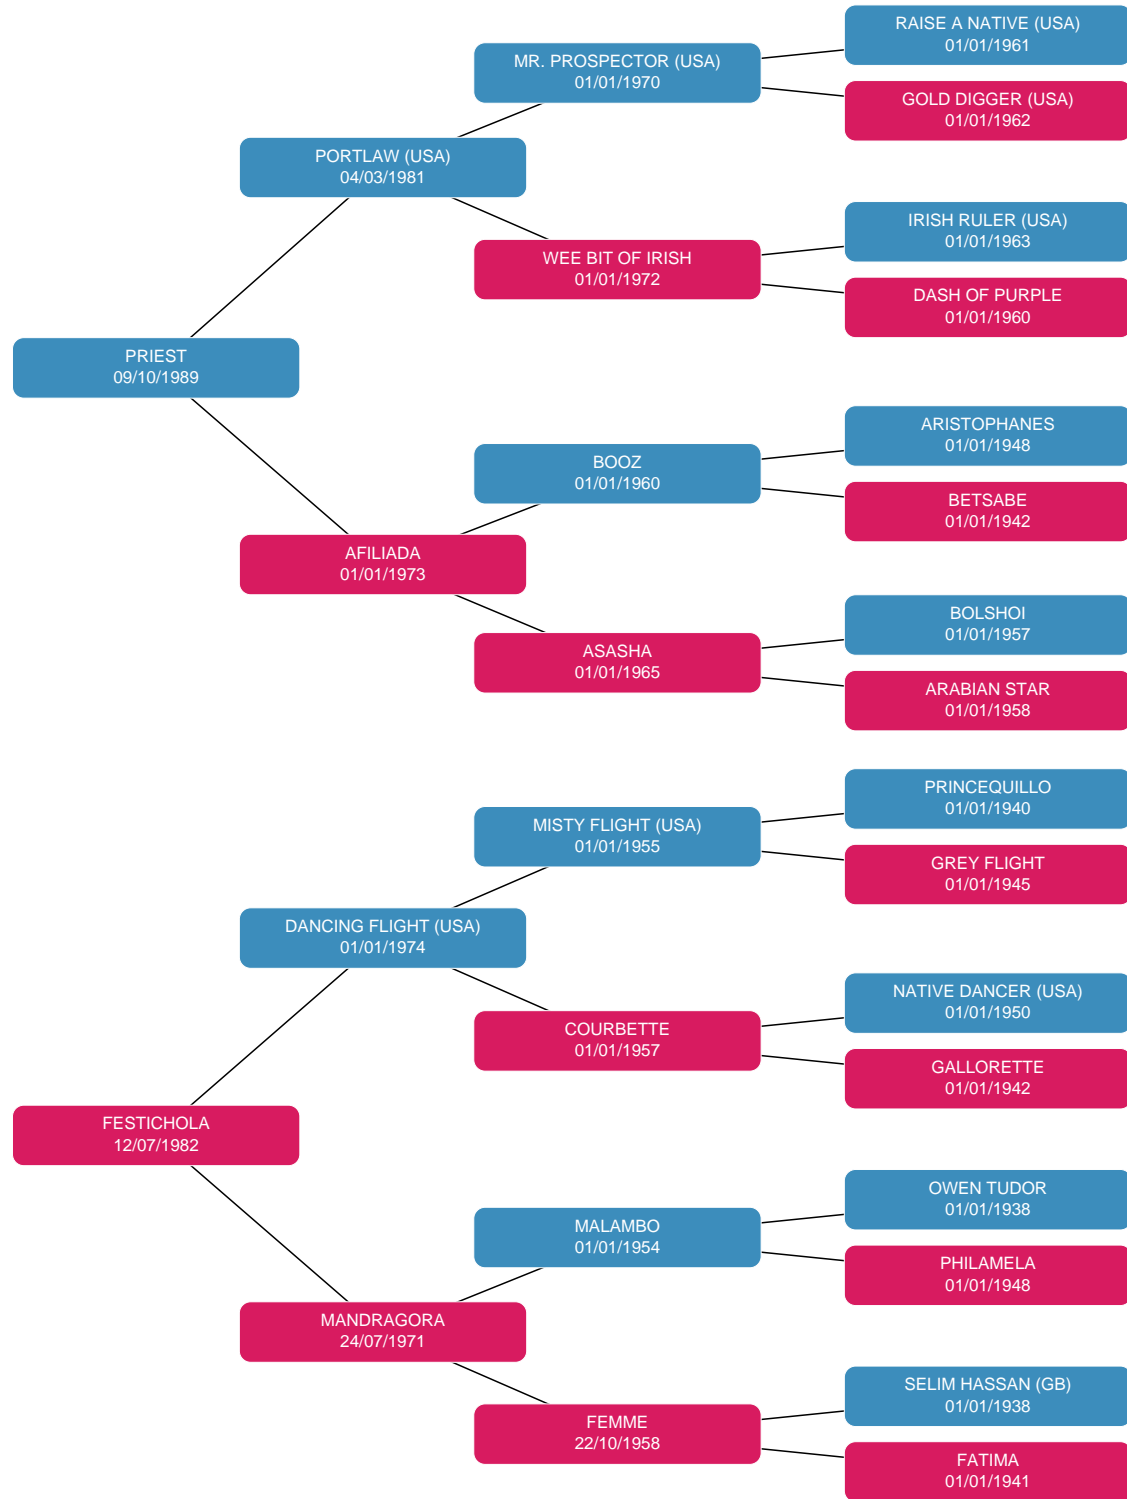 RAISE A NATIVE (USA)
01/01/1961
MR. PROSPECTOR (USA)
01/01/1970
GOLD DIGGER (USA)
01/01/1962
PORTLAW (USA)
04/03/1981
IRISH RULER (USA)
01/01/1963
WEE BIT OF IRISH
01/01/1972
DASH OF PURPLE
01/01/1960
PRIEST
09/10/1989
ARISTOPHANES
01/01/1948
BOOZ
01/01/1960
BETSABE
01/01/1942
AFILIADA
01/01/1973
BOLSHOI
01/01/1957
ASASHA
01/01/1965
ARABIAN STAR
01/01/1958
PRINCEQUILLO
01/01/1940
MISTY FLIGHT (USA)
01/01/1955
GREY FLIGHT
01/01/1945
DANCING FLIGHT (USA)
01/01/1974
NATIVE DANCER (USA)
01/01/1950
COURBETTE
01/01/1957
GALLORETTE
01/01/1942
FESTICHOLA
12/07/1982
OWEN TUDOR
01/01/1938
MALAMBO
01/01/1954
PHILAMELA
01/01/1948
MANDRAGORA
24/07/1971
SELIM HASSAN (GB)
01/01/1938
FEMME
22/10/1958
FATIMA
01/01/1941